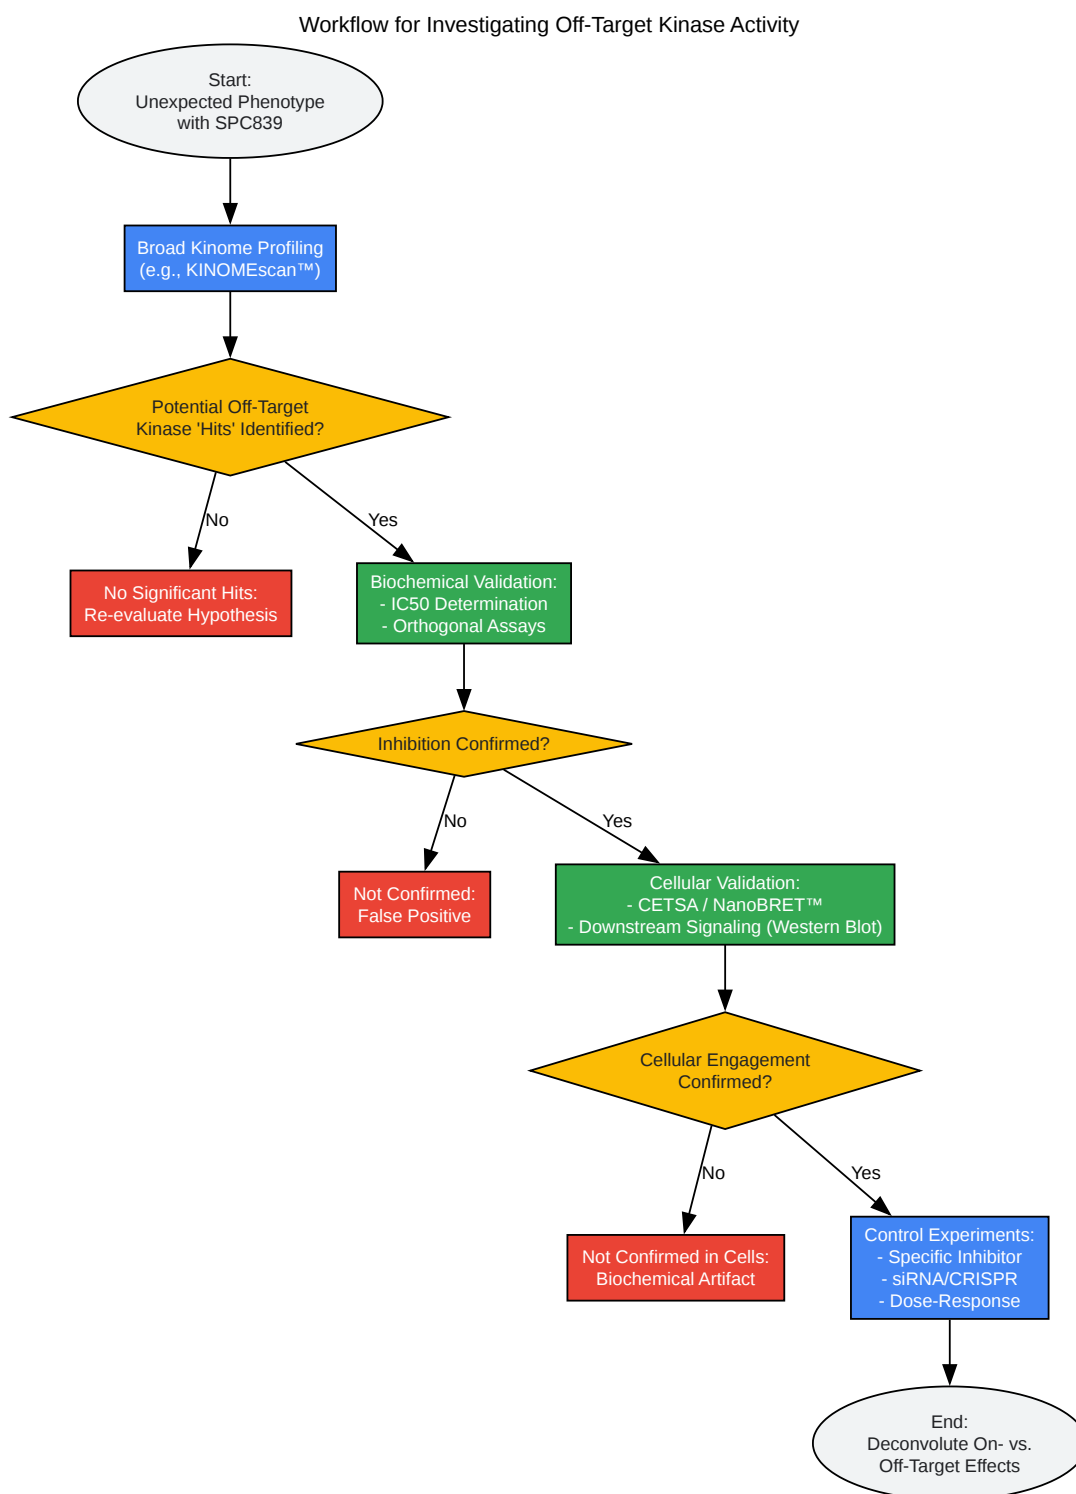 Workflow for Investigating Off-Target Kinase Activity
Start:
Unexpected Phenotype
with SPC839
Broad Kinome Profiling
(e.g., KINOMEscan™)
Potential Off-Target
Kinase 'Hits' Identified?
No
Yes
No Significant Hits:
Re-evaluate Hypothesis
Biochemical Validation:
- IC50 Determination
- Orthogonal Assays
Inhibition Confirmed?
No
Yes
Not Confirmed:
False Positive
Cellular Validation:
- CETSA / NanoBRET™
- Downstream Signaling (Western Blot)
Cellular Engagement
Confirmed?
No
Yes
Not Confirmed in Cells:
Biochemical Artifact
Control Experiments:
- Specific Inhibitor
- siRNA/CRISPR
- Dose-Response
End:
Deconvolute On- vs.
Off-Target Effects